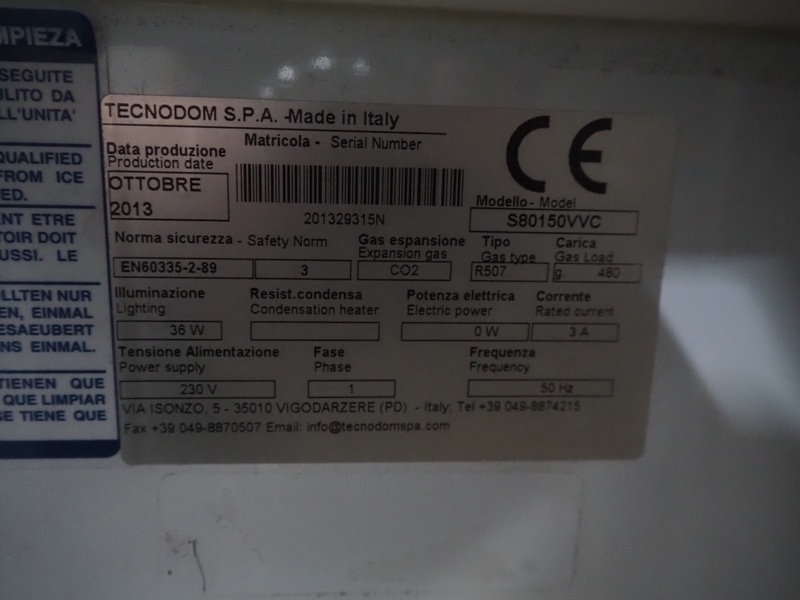 MPIEZA
SEGUITE
ULITO DA
LL'UNITA'
QUALIFIED
FROM ICE
ED.
NT ETRE
TOIR DOIT
USSI. LE
OLLTEN NUR
EN, EINMAL
ESAEUBERT
NS EINMAL.
TIENEN QUE
QUE LIMPIAR
SE TIENE QUE
TECNODOM S.P.A. -Made in Italy
CE
Data produzione
Production date
OTTOBRE
2013
Matricola - Serial Number
201329315N
Modello- Model
S80150VVC
Norma sicurezza - Safety Norm
EN60335-2-89 3
Gas espansione
Expansion gas
CO2
Tipo
Gas type
R507
Carica
Gas Load
g. 480
Illuminazione
Lighting
36 W
Resist.condensa
Condensation heater
Potenza elettrica
Electric power
0 W
Corrente
Rated current
3 A
Tensione Alimentazione
Power supply
230 V
Fase
Phase
1
Frequenza
Frequency
50 Hz
VIA ISONZO, 5 - 35010 VIGODARZERE (PD) - Italy; Tel +39 049-8874215
Fax +39 049-8870507 Email: info@tecnodomspa.com